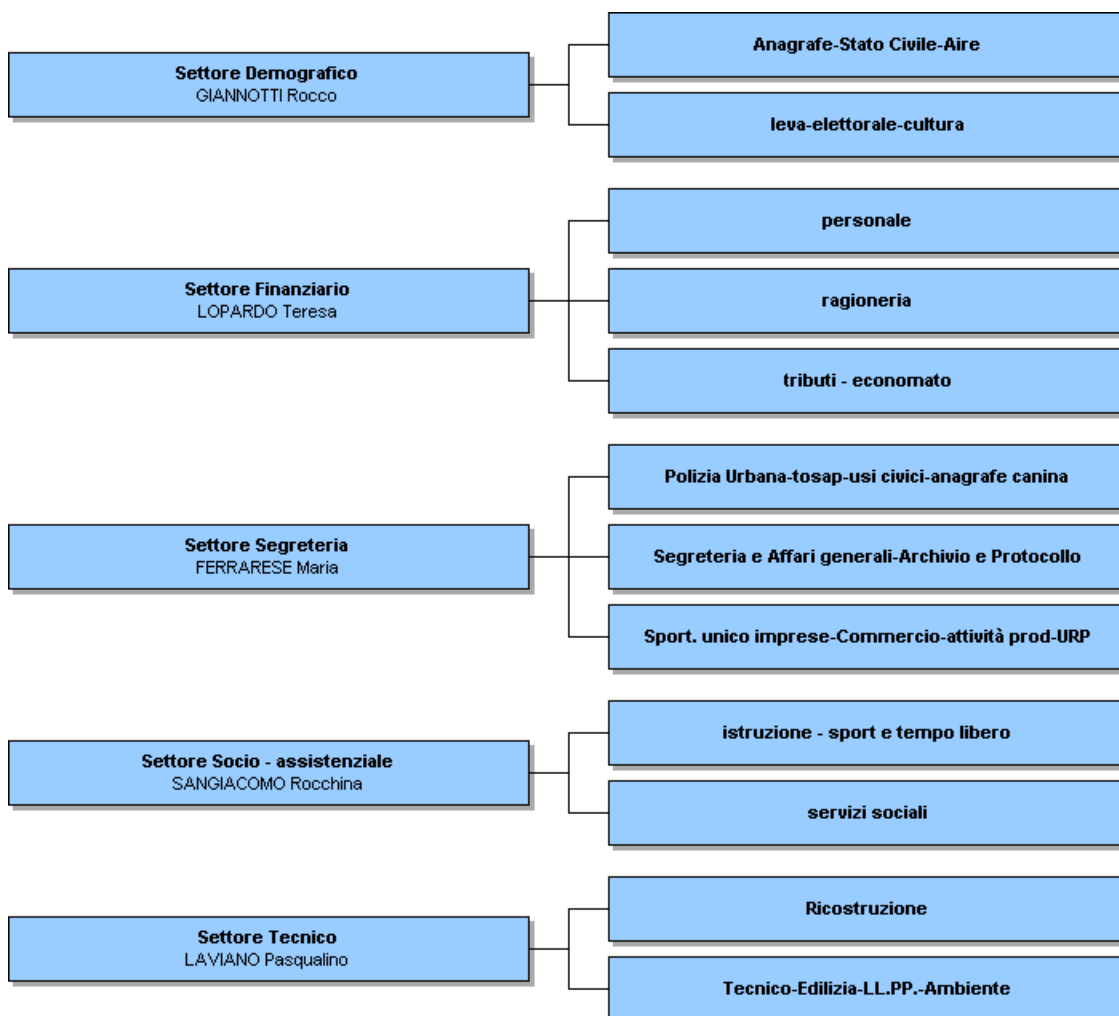 Settore Demografico
GIANNOTTI Rocco
Anagrafe-Stato Civile-Aire
leva-elettorale-cultura
Settore Finanziario
LOPARDO Teresa
personale
ragioneria
tributi - economato
Settore Segreteria
FERRARESE Maria
Polizia Urbana-tosap-usi civici-anagrafe canina
Segreteria e Affari generali-Archivio e Protocollo
Sport. unico imprese-Commercio-attività prod-URP
Settore Socio - assistenziale
SANGIACOMO Rocchina
istruzione - sport e tempo libero
servizi sociali
Settore Tecnico
LAVIANO Pasqualino
Ricostruzione
Tecnico-Edilizia-LL.PP.-Ambiente